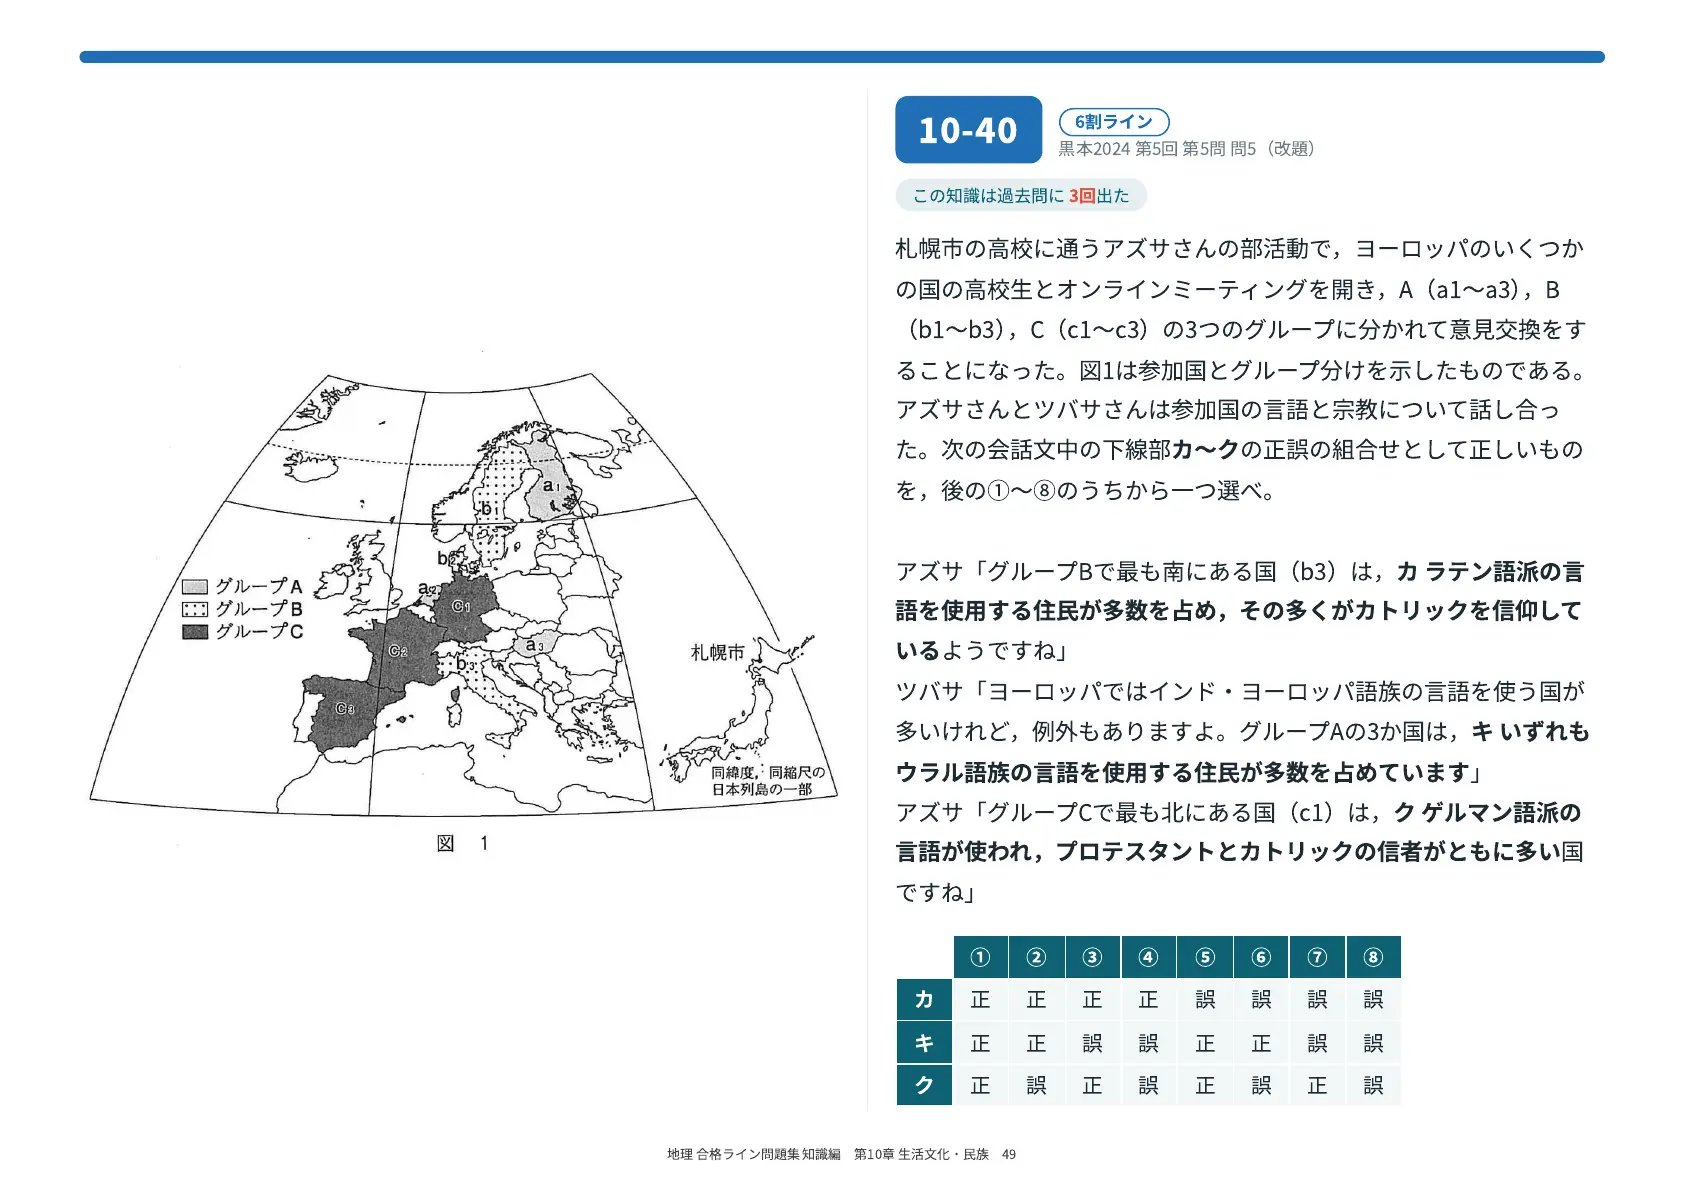 10-40
6割ライン
黒本2024 第5回 第5問 問5（改題）
この知識は過去問に 3回出た
札幌市の高校に通うアズサさんの部活動で，ヨーロッパのいくつか
の国の高校生とオンラインミーティングを開き，A（a1～a3），B
（b1～b3），C（c1～c3）の3つのグループに分かれて意見交換をす
ることになった。図1は参加国とグループ分けを示したものである。
アズサさんとツバサさんは参加国の言語と宗教について話し合っ
た。次の会話文中の下線部カ～クの正誤の組合せとして正しいもの
を，後の①～⑧のうちから一つ選べ。
アズサ「グループBで最も南にある国（b3）は，カ ラテン語派の言
語を使用する住民が多数を占め，その多くがカトリックを信仰して
いるようですね」
ツバサ「ヨーロッパではインド・ヨーロッパ語族の言語を使う国が
多いけれど，例外もありますよ。グループAの3か国は，キ いずれも
ウラル語族の言語を使用する住民が多数を占めています」
アズサ「グループCで最も北にある国（c1）は，ク ゲルマン語派の
言語が使われ，プロテスタントとカトリックの信者がともに多い国
ですね」
① ② ③ ④ ⑤ ⑥ ⑦ ⑧
カ 正 正 正 正 誤 誤 誤 誤
キ 正 正 誤 誤 正 正 誤 誤
ク 正 誤 正 誤 正 誤 正 誤
a1
b1
b2
a2
c1
a3
c2
b3
c3
グループA
グループB
グループC
札幌市
同緯度，同縮尺の
日本列島の一部
図 1
地理 合格ライン問題集 知識編 第10章 生活文化・民族 49